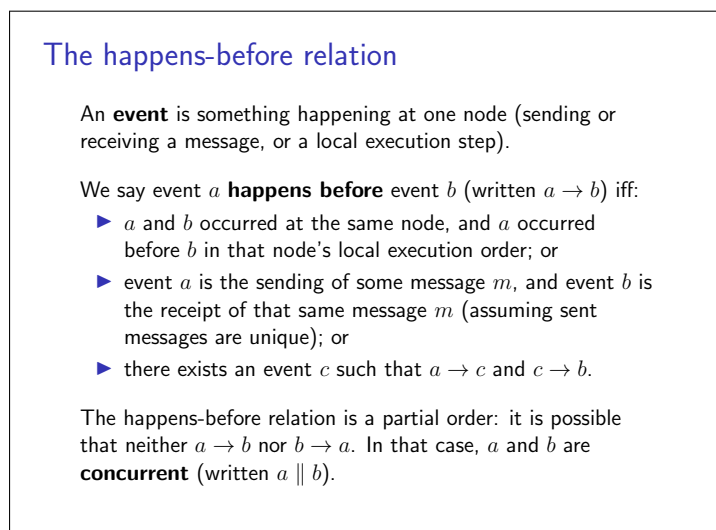 The happens-before relation
An event is something happening at one node (sending or
receiving a message, or a local execution step).
We say event a happens before event b (written a → b) iff:
▶ a and b occurred at the same node, and a occurred
before b in that node's local execution order; or
▶ event a is the sending of some message m, and event b is
the receipt of that same message m (assuming sent
messages are unique); or
▶ there exists an event c such that a → c and c → b.
The happens-before relation is a partial order: it is possible
that neither a → b nor b → a. In that case, a and b are
concurrent (written a ∥ b).